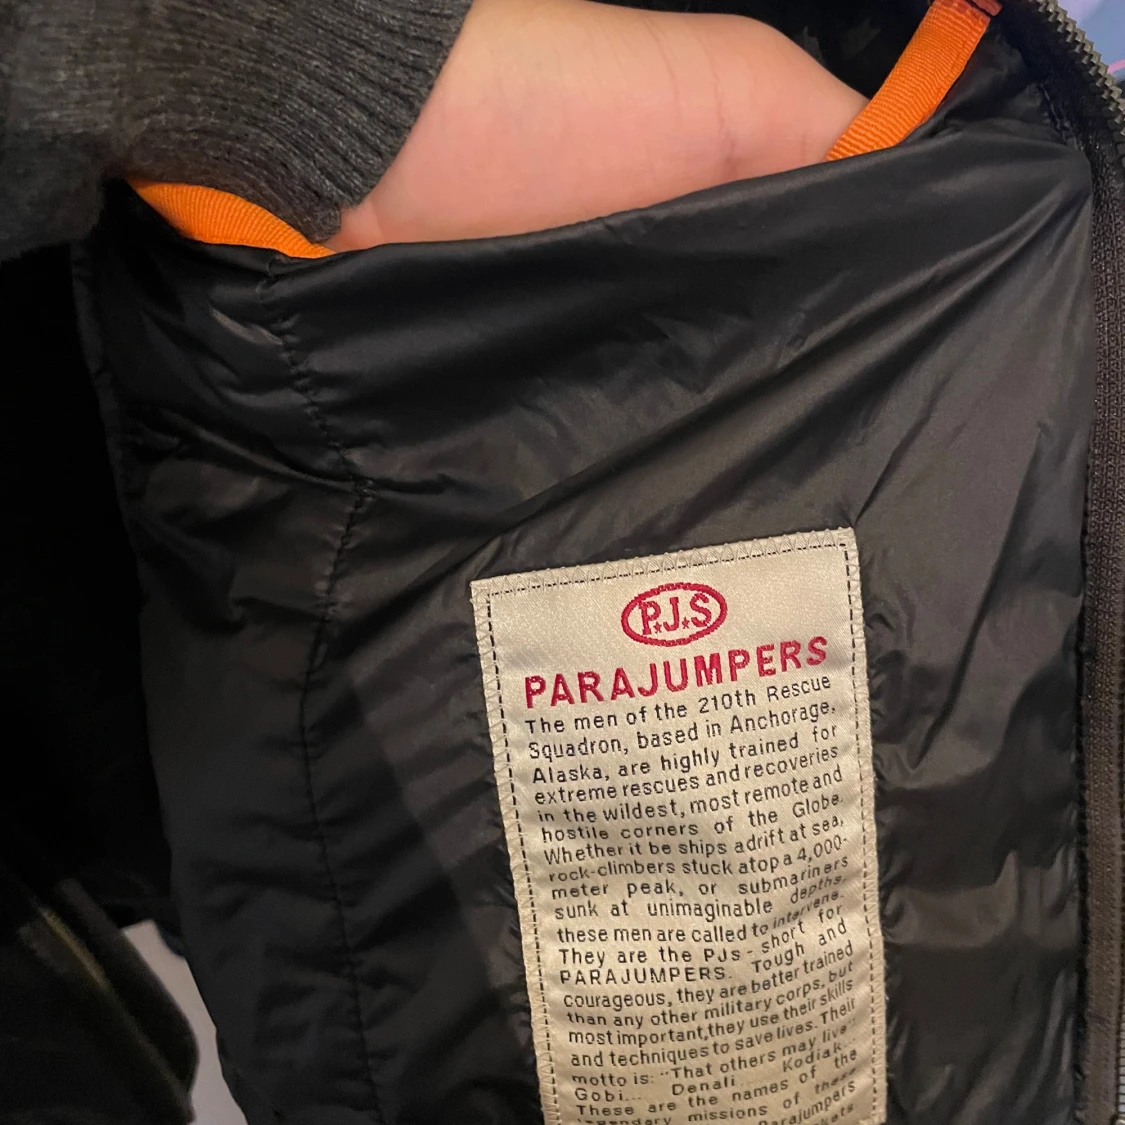 P.J.S
PARAJUMPERS
The men of the 210th Rescue
Squadron, based in Anchorage,
Alaska, are highly trained for
extreme rescues and recoveries
in the wildest, most remote and
hostile corners of the Globe.
Whether it be ships adrift at sea,
rock-climbers stuck atop a 4,000-
meter peak, or submariners
sunk at unimaginable depths,
these men are called to intervene.
They are the PJs - short for
PARAJUMPERS. Tough and
courageous, they are better trained
than any other military corps, but
most important, they use their skills
and techniques to save lives. Their
motto is: "That others may live".
Gobi... Denali... Kodiak.
These are the names of the
legendary missions of these
Parajumpers